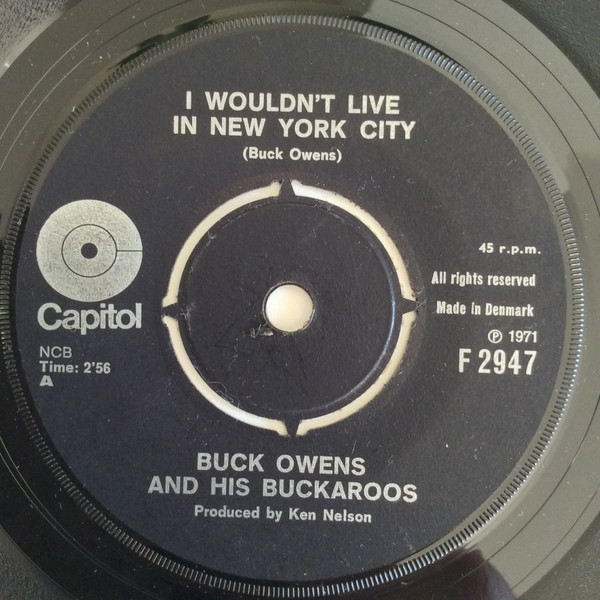 I WOULDN'T LIVE
IN NEW YORK CITY
(Buck Owens)
Capitol
NCB
Time: 2'56
A
45 r.p.m.
All rights reserved
Made in Denmark
℗ 1971
F 2947
BUCK OWENS
AND HIS BUCKAROOS
Produced by Ken Nelson